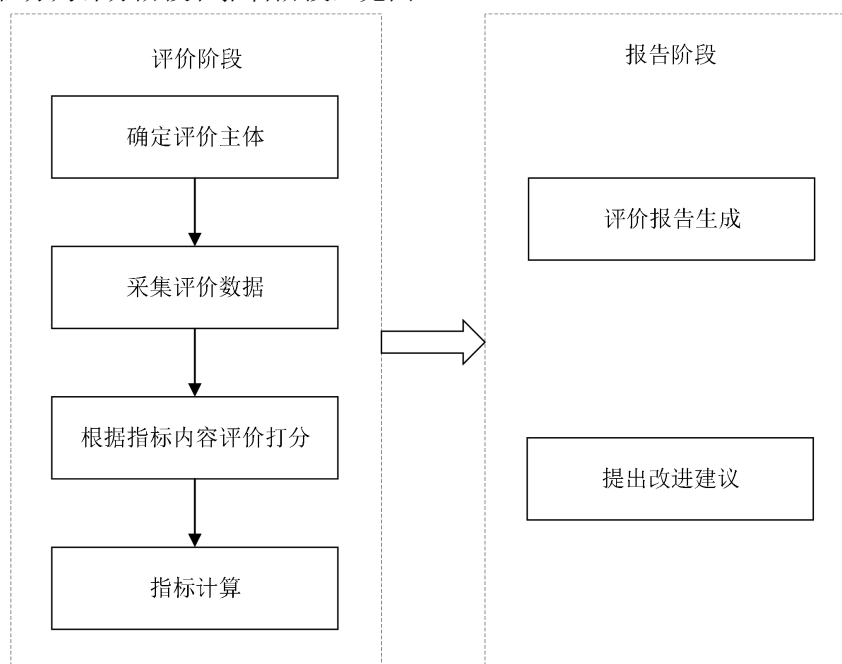 评价阶段
确定评价主体
采集评价数据
根据指标内容评价打分
指标计算
报告阶段
评价报告生成
提出改进建议